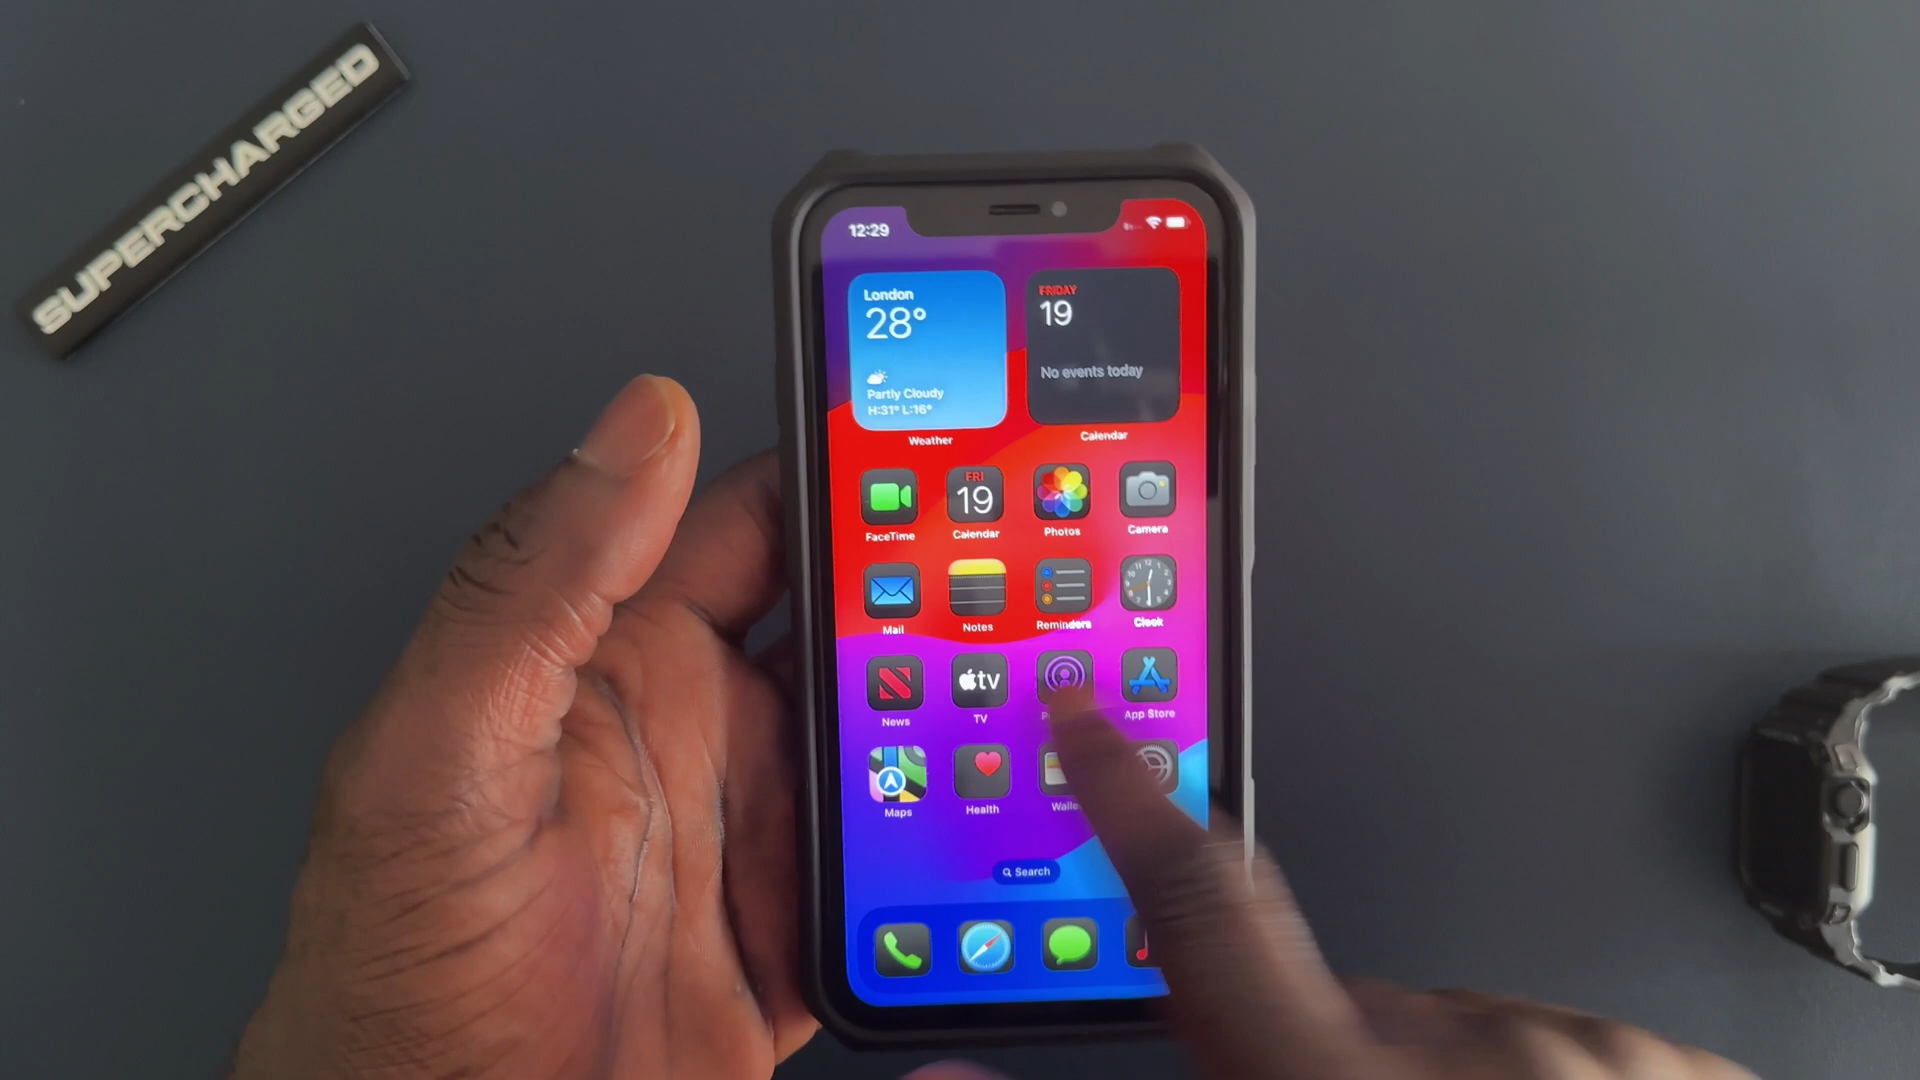 SUPERCHARGED
12:29
London
28°
Partly Cloudy
H:31° L:16°
Weather
FRIDAY
19
No events today
Calendar
FRI
19
FaceTime
Calendar
Photos
Camera
Mail
Notes
Reminders
Clock
News
tv
TV
App Store
Maps
Health
Search